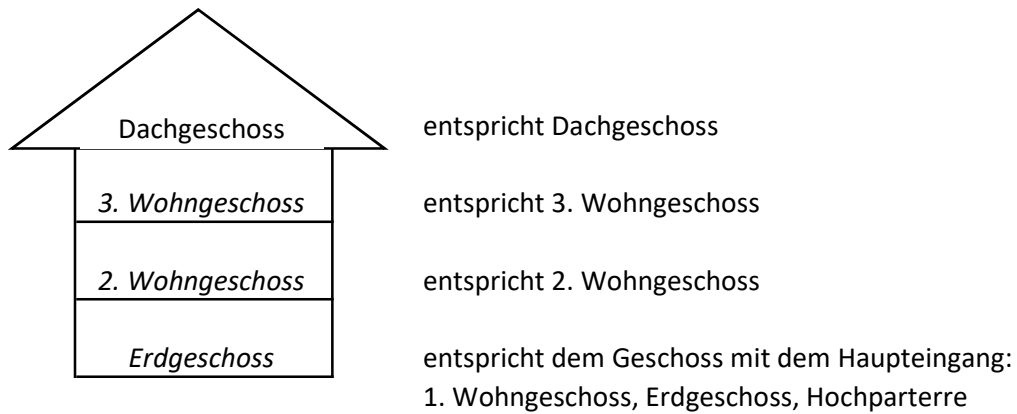 Dachgeschoss entspricht Dachgeschoss
3. Wohngeschoss entspricht 3. Wohngeschoss
2. Wohngeschoss entspricht 2. Wohngeschoss
Erdgeschoss entspricht dem Geschoss mit dem Haupteingang:
1. Wohngeschoss, Erdgeschoss, Hochparterre